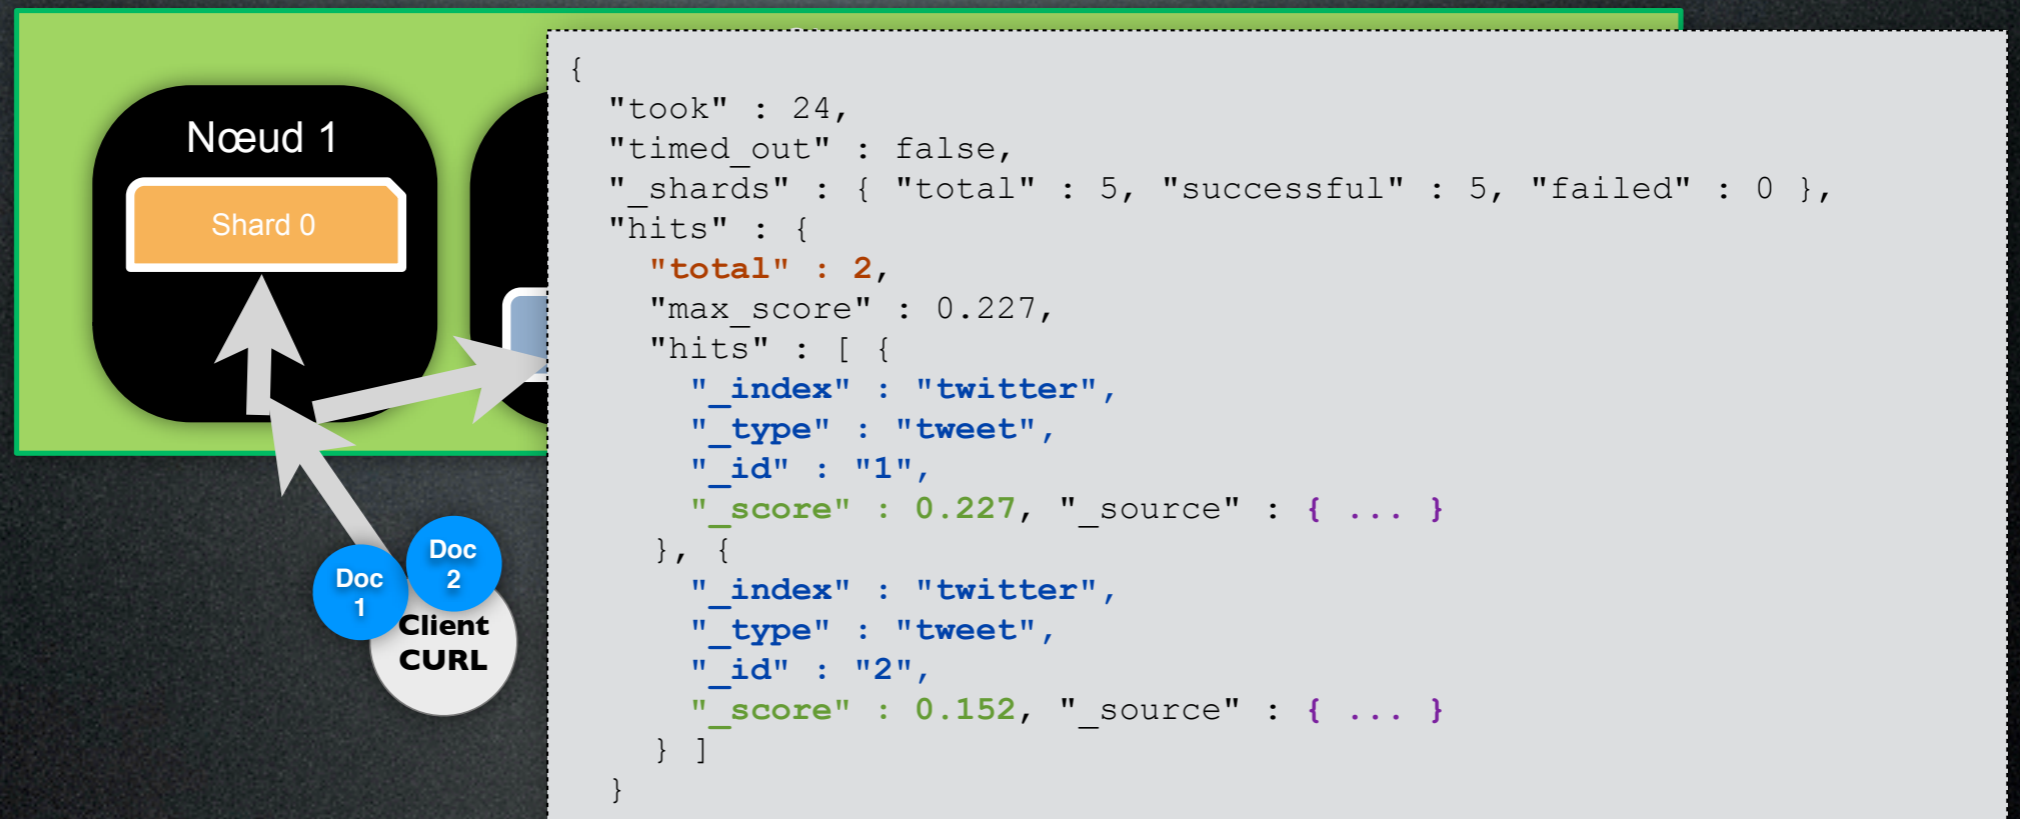 Nœud 1
Shard 0
Doc
1
Doc
2
Client
CURL
{
"took" : 24,
"timed_out" : false,
"_shards" : { "total" : 5, "successful" : 5, "failed" : 0 },
"hits" : {
"total" : 2,
"max_score" : 0.227,
"hits" : [ {
"_index" : "twitter",
"_type" : "tweet",
"_id" : "1",
"_score" : 0.227, "_source" : { ... }
}, {
"_index" : "twitter",
"_type" : "tweet",
"_id" : "2",
"_score" : 0.152, "_source" : { ... }
} ]
}